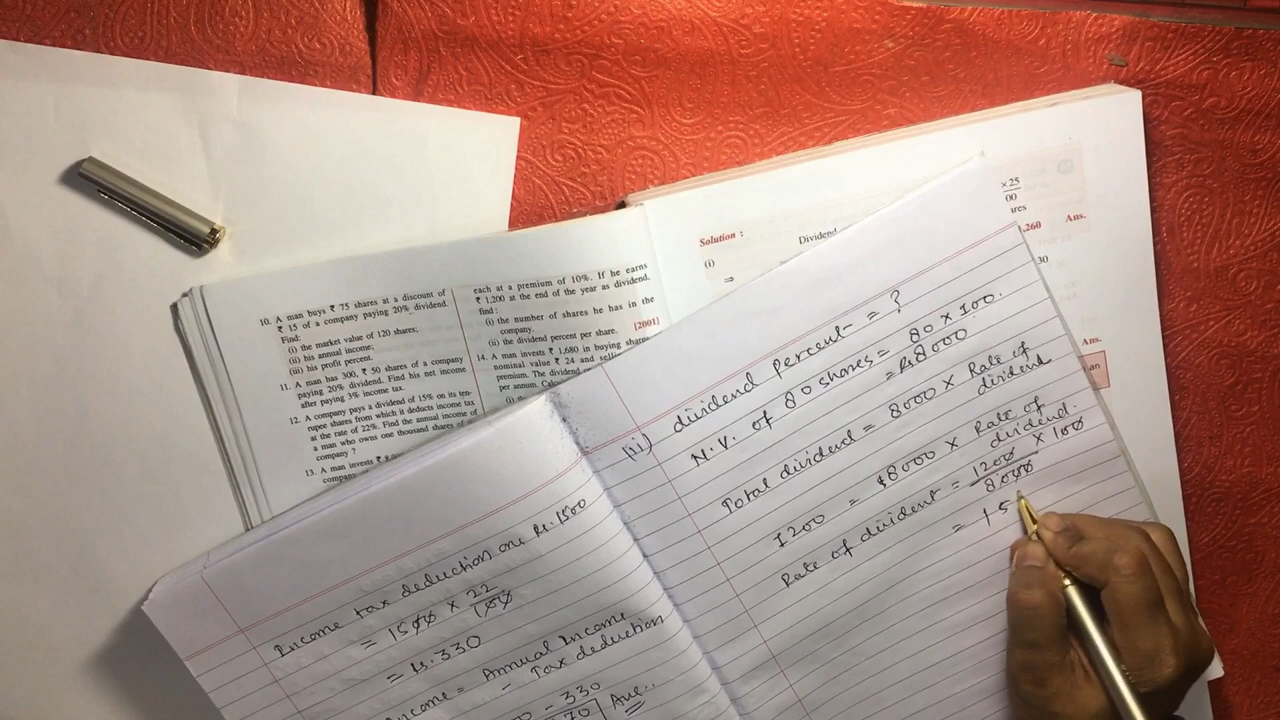 10. A man buys ₹ 75 shares at a discount of
₹ 15 of a company paying 20% dividend.
Find:
(i) the market value of 120 shares;
(ii) his annual income;
(iii) his profit percent.
11. A man has 300, ₹ 50 shares of a company
paying 20% dividend. Find his net income
after paying 3% income tax.
12. A company pays a dividend of 15% on its ten-
rupee shares from which it deducts income tax
at the rate of 22%. Find the annual income of
a man who owns one thousand shares of
company ?
13. A man invests ₹
each at a premium of 10%. If he earns
₹ 1,200 at the end of the year as dividend,
find :
(i) the number of shares he has in the
company.
(ii) the dividend percent per share.
[2001]
14. A man invests ₹ 1,680 in buying shares
nominal value ₹ 24 and
premium. The dividend
per annum.
Solution :
(i)
Dividend
⇒
×25
00
ares
,260 Ans.
30
Ans.
an
Income tax deduction one Rs. 1500
= 1500 × 22/100
= Rs. 330
income = Annual Income
- Tax deduction
- 330
70 Ans..
(ii) dividend percent = ?
N.V. of 80 shares = 80 × 100.
= Rs 8000
Total dividend = 8000 × Rate of
dividend
1200 = 8000 × Rate of
dividend.
Rate of divident = 1200/8000 × 100
= 15